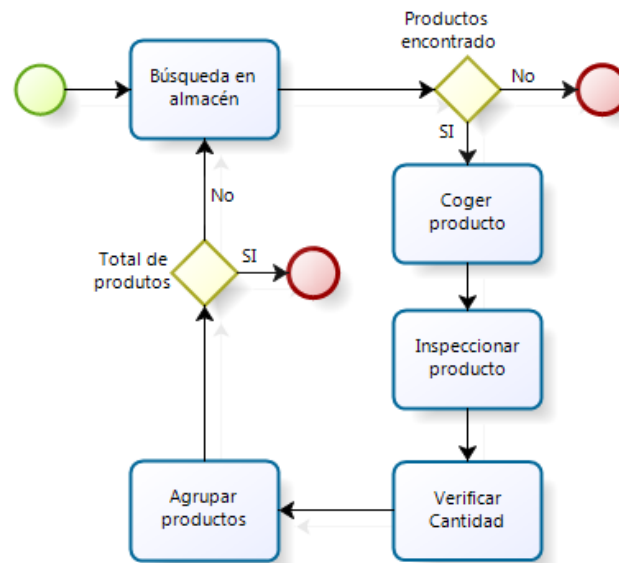 Productos
encontrado
Búsqueda en
almacén
No
SI
Coger
producto
No
Total de
produtos
SI
Inspeccionar
producto
Agrupar
productos
Verificar
Cantidad